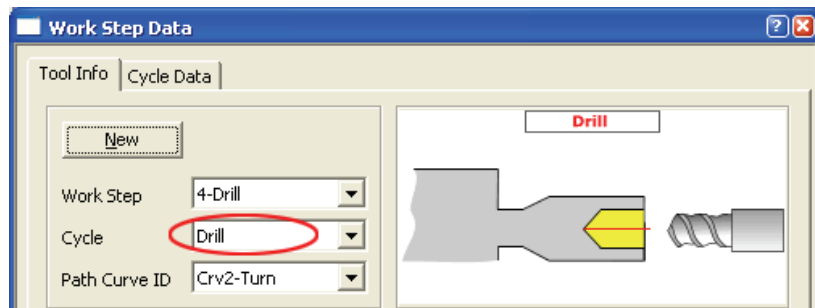 Work Step Data
Tool Info Cycle Data
New
Drill
Work Step 4-Drill
Cycle Drill
Path Curve ID Crv2-Turn